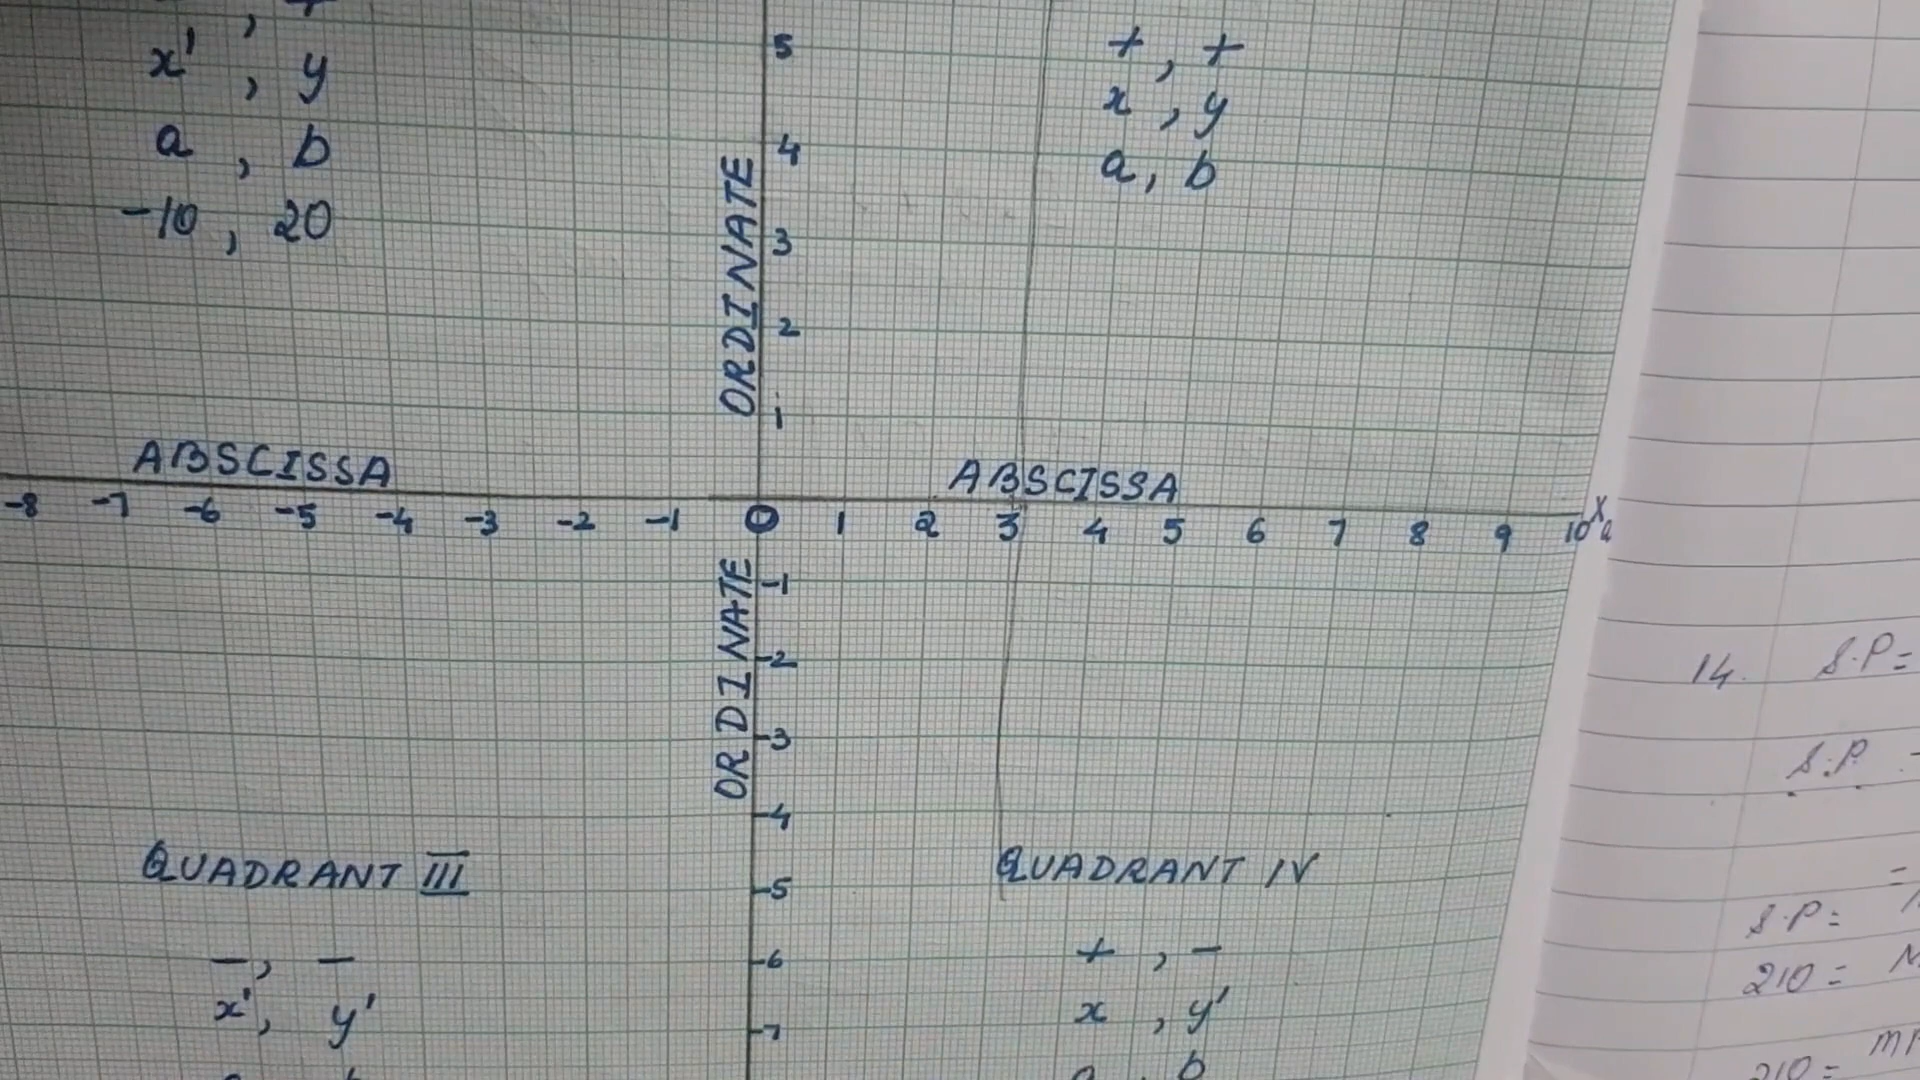 x' , y
a , b
-10 , 20
+ , +
x , y
a, b
5
4
3
2
1
ORDINATE
ABSCISSA
ABSCISSA
-8 -7 -6 -5 -4 -3 -2 -1 0 1 2 3 4 5 6 7 8 9 10 X
ORDINATE
-1
-2
-3
-4
-5
-6
-7
QUADRANT III
-, -
x', y'
QUADRANT IV
+ , -
x , y'
a , b
14. S.P=
S.P
=
S.P=
210 =
210 =